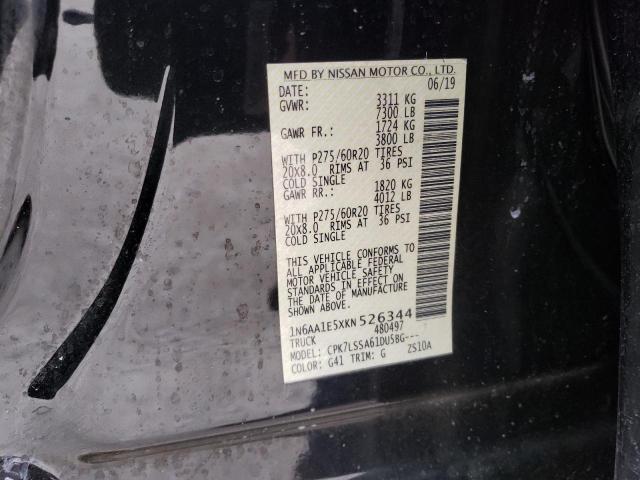 MFD BY NISSAN MOTOR CO., LTD.
DATE: 06/19
GVWR: 3311 KG
7300 LB
GAWR FR.: 1724 KG
3800 LB
WITH P275/60R20 TIRES
20X8.0 RIMS AT 36 PSI
COLD SINGLE
GAWR RR.: 1820 KG
4012 LB
WITH P275/60R20 TIRES
20X8.0 RIMS AT 36 PSI
COLD SINGLE
THIS VEHICLE CONFORMS TO
ALL APPLICABLE FEDERAL
MOTOR VEHICLE SAFETY
STANDARDS IN EFFECT ON
THE DATE OF MANUFACTURE
SHOWN ABOVE.
1N6AA1E5XKN526344
TRUCK 480497
MODEL: CPK7LSSA61DU5BG---
COLOR: G41 TRIM: G ZS10A